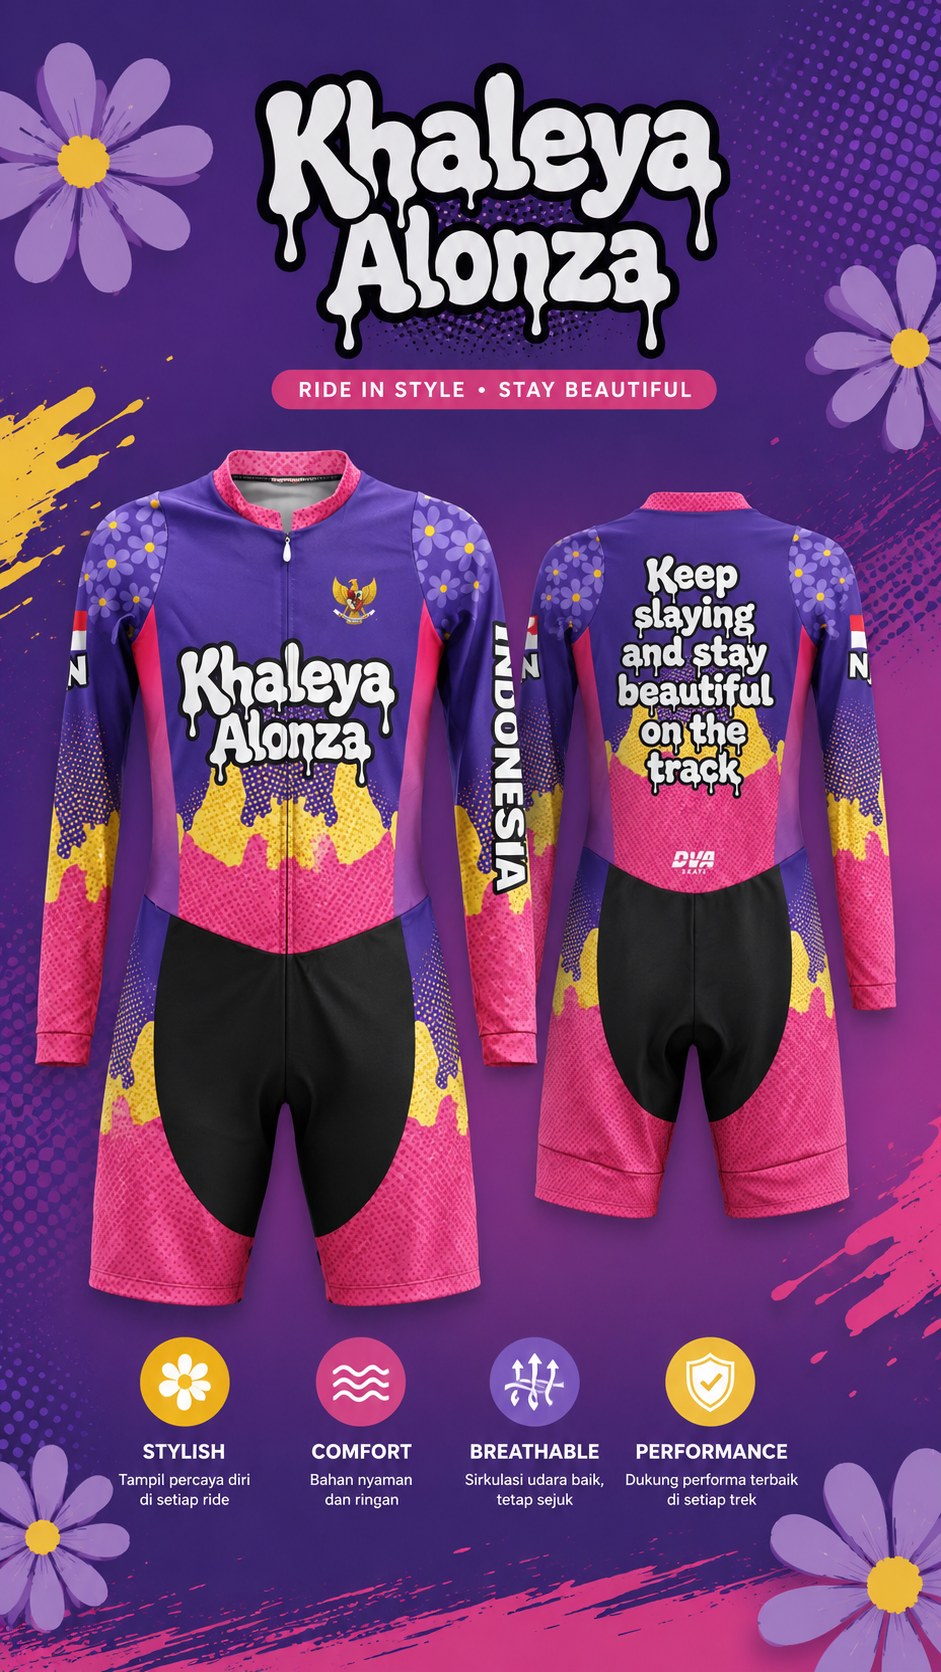 Khaleya
Alonza
RIDE IN STYLE • STAY BEAUTIFUL
Khaleya
Alonza
INDONESIA
N
Keep
slaying
and stay
beautiful
on the
track
DVA
SKATE
N
N
STYLISH
Tampil percaya diri
di setiap ride
COMFORT
Bahan nyaman
dan ringan
BREATHABLE
Sirkulasi udara baik,
tetap sejuk
PERFORMANCE
Dukung performa terbaik
di setiap trek